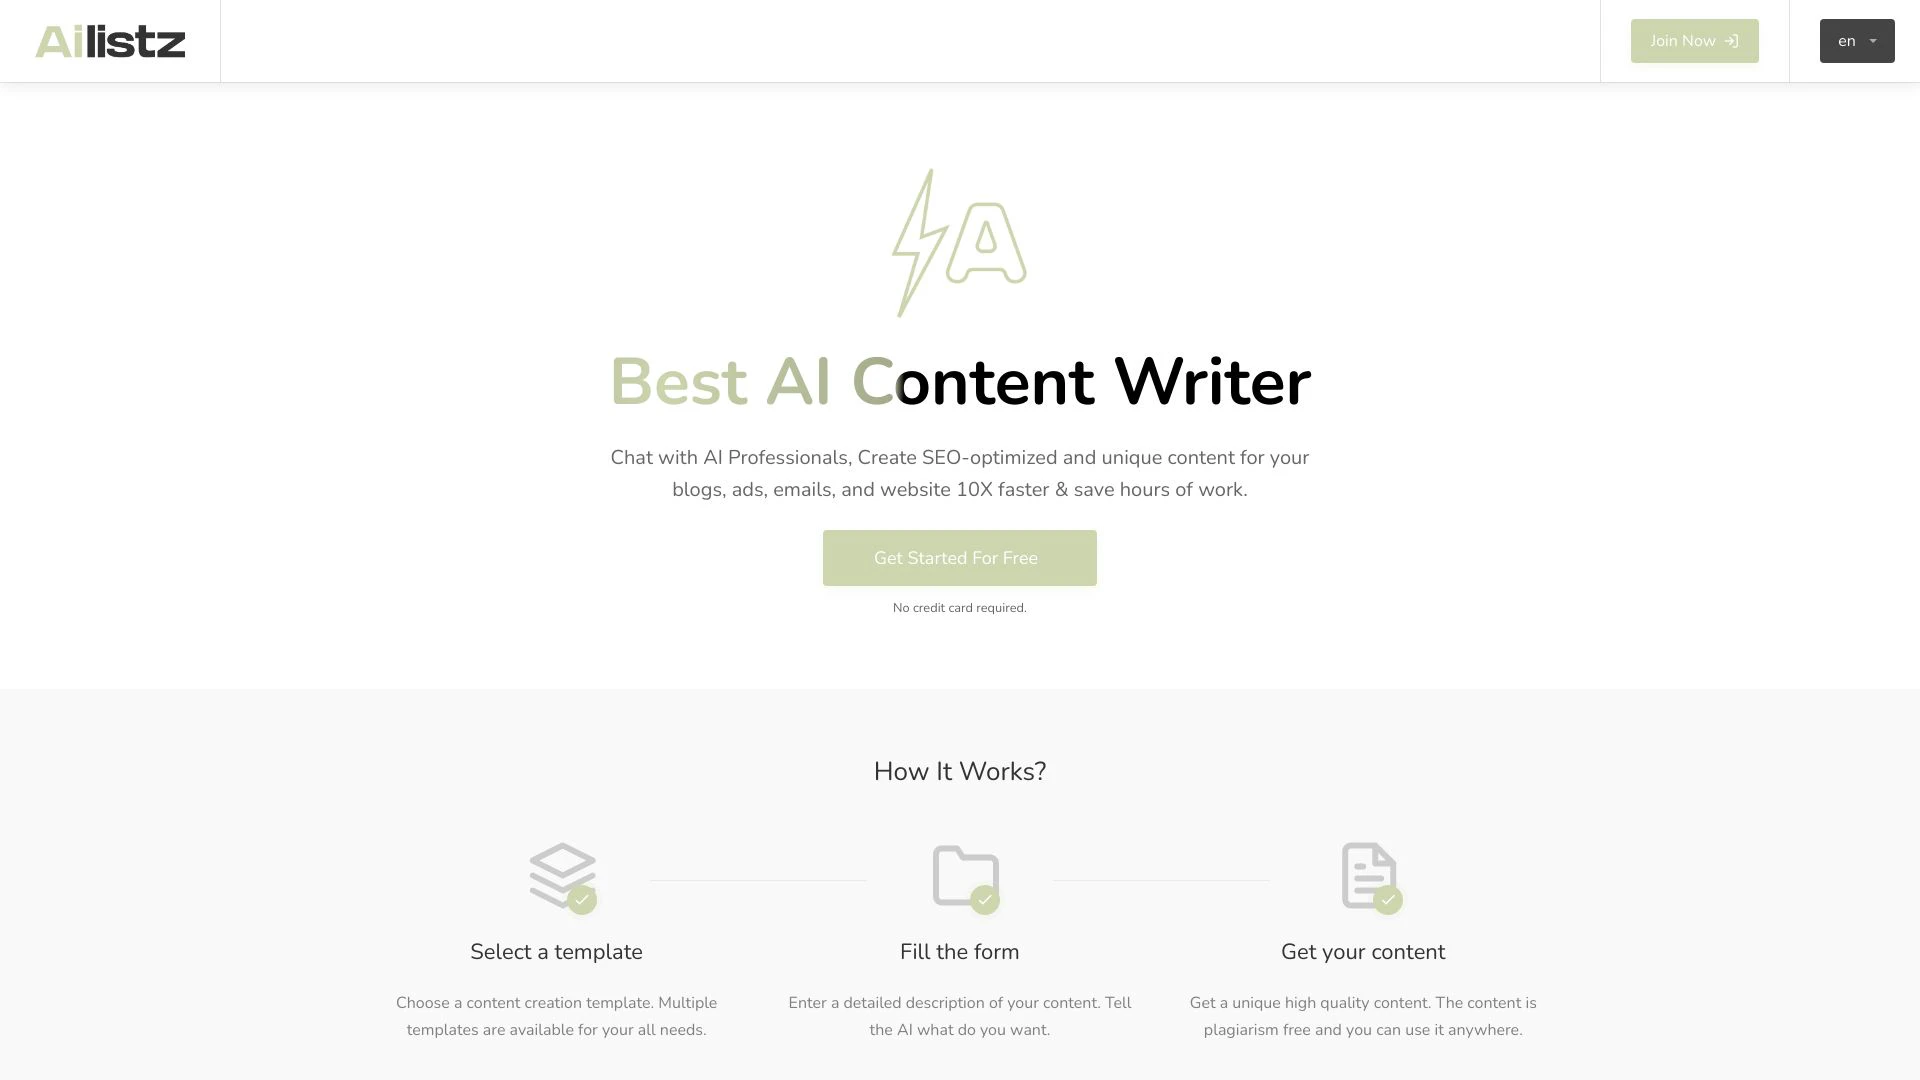 Ailistz
Join Now
en
A
Best AI Content Writer
Chat with AI Professionals, Create SEO-optimized and unique content for your
blogs, ads, emails, and website 10X faster & save hours of work.
Get Started For Free
No credit card required.
How It Works?
Select a template
Choose a content creation template. Multiple
templates are available for your all needs.
Fill the form
Enter a detailed description of your content. Tell
the AI what do you want.
Get your content
Get a unique high quality content. The content is
plagiarism free and you can use it anywhere.